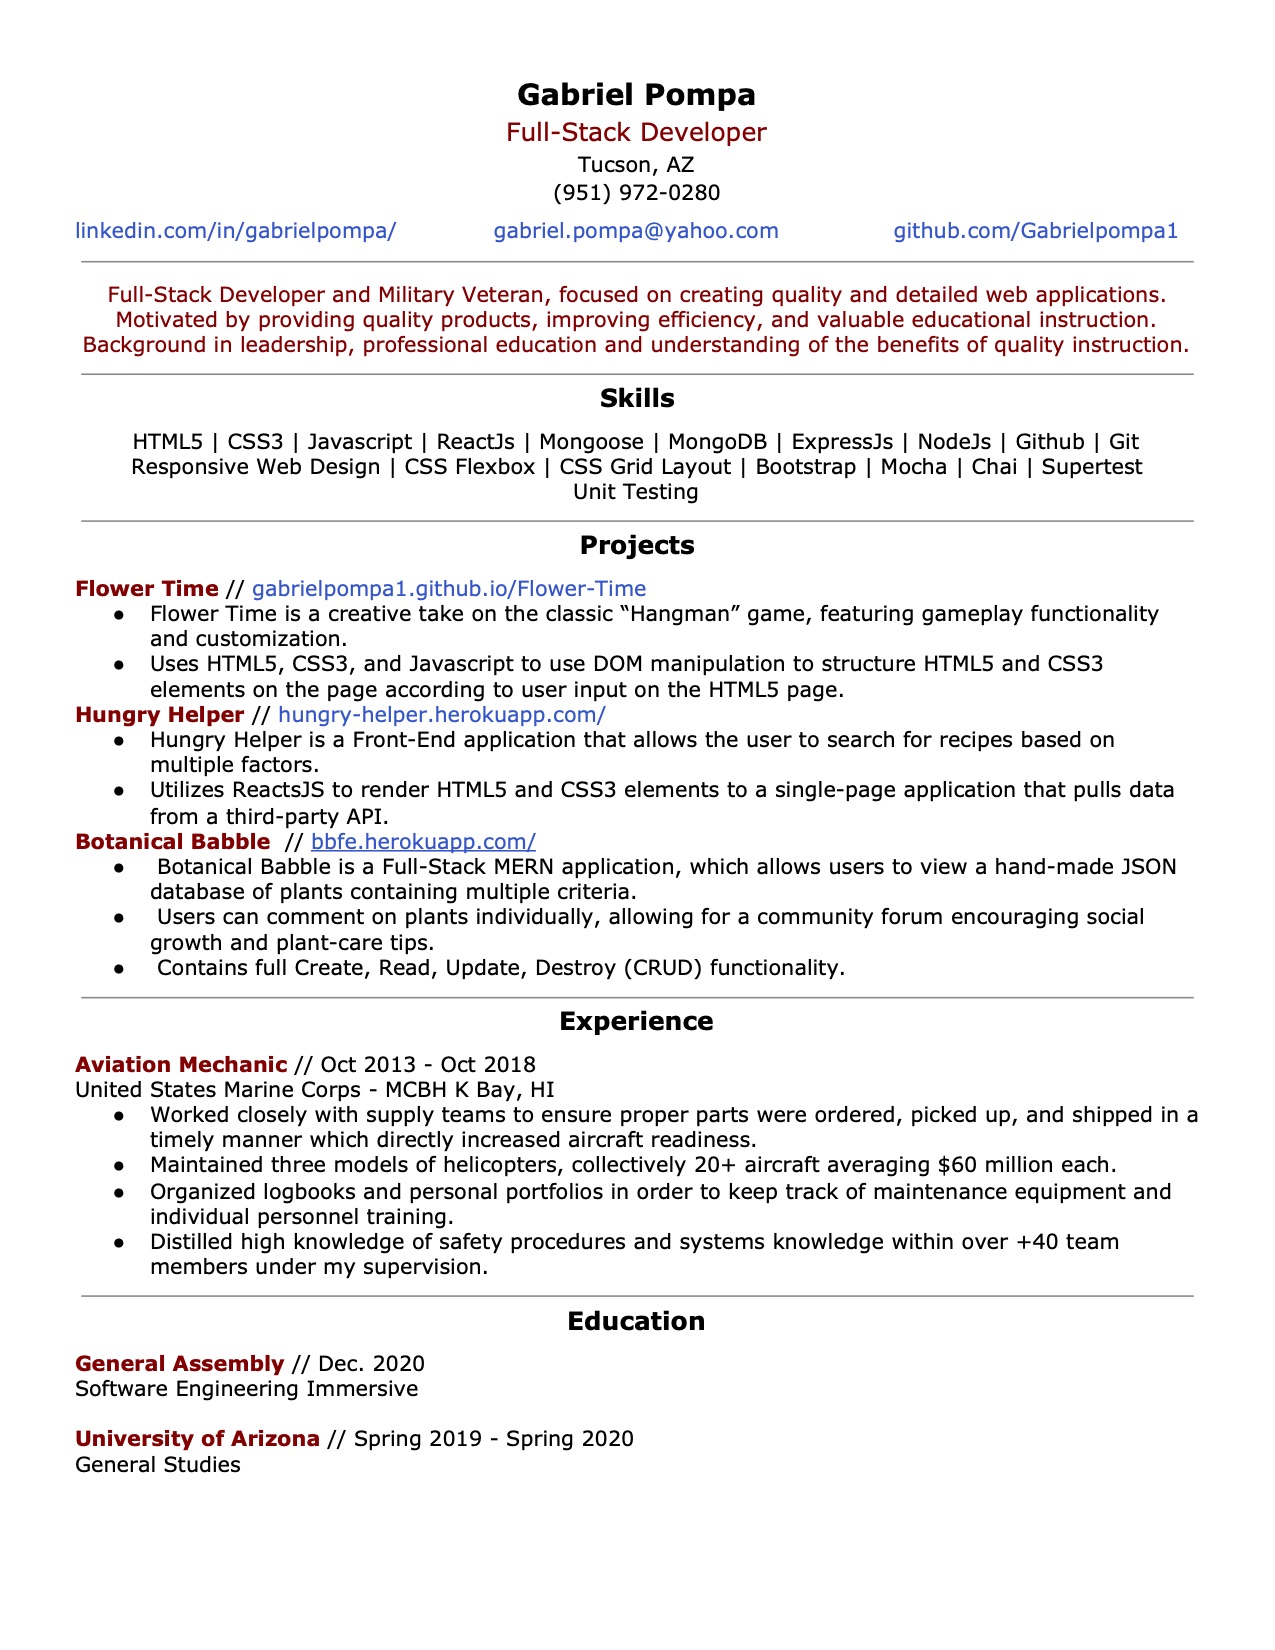 Gabriel Pompa
Full-Stack Developer
Tucson, AZ
(951) 972-0280
linkedin.com/in/gabrielpompa/ gabriel.pompa@yahoo.com github.com/Gabrielpompa1
Full-Stack Developer and Military Veteran, focused on creating quality and detailed web applications.
Motivated by providing quality products, improving efficiency, and valuable educational instruction.
Background in leadership, professional education and understanding of the benefits of quality instruction.
Skills
HTML5 | CSS3 | Javascript | ReactJs | Mongoose | MongoDB | ExpressJs | NodeJs | Github | Git
Responsive Web Design | CSS Flexbox | CSS Grid Layout | Bootstrap | Mocha | Chai | Supertest
Unit Testing
Projects
Flower Time // gabrielpompa1.github.io/Flower-Time
● Flower Time is a creative take on the classic “Hangman” game, featuring gameplay functionality
and customization.
● Uses HTML5, CSS3, and Javascript to use DOM manipulation to structure HTML5 and CSS3
elements on the page according to user input on the HTML5 page.
Hungry Helper // hungry-helper.herokuapp.com/
● Hungry Helper is a Front-End application that allows the user to search for recipes based on
multiple factors.
● Utilizes ReactsJS to render HTML5 and CSS3 elements to a single-page application that pulls data
from a third-party API.
Botanical Babble // bbfe.herokuapp.com/
● Botanical Babble is a Full-Stack MERN application, which allows users to view a hand-made JSON
database of plants containing multiple criteria.
● Users can comment on plants individually, allowing for a community forum encouraging social
growth and plant-care tips.
● Contains full Create, Read, Update, Destroy (CRUD) functionality.
Experience
Aviation Mechanic // Oct 2013 - Oct 2018
United States Marine Corps - MCBH K Bay, HI
● Worked closely with supply teams to ensure proper parts were ordered, picked up, and shipped in a
timely manner which directly increased aircraft readiness.
● Maintained three models of helicopters, collectively 20+ aircraft averaging $60 million each.
● Organized logbooks and personal portfolios in order to keep track of maintenance equipment and
individual personnel training.
● Distilled high knowledge of safety procedures and systems knowledge within over +40 team
members under my supervision.
Education
General Assembly // Dec. 2020
Software Engineering Immersive
University of Arizona // Spring 2019 - Spring 2020
General Studies